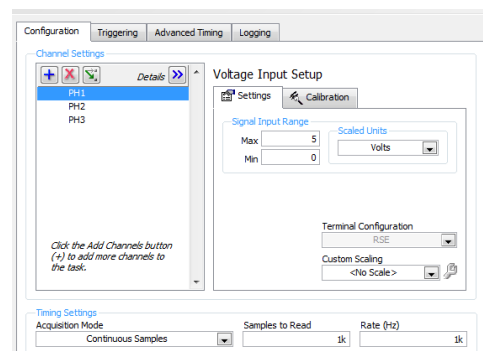 Configuration Triggering Advanced Timing Logging
Channel Settings
Details
PH1
PH2
PH3
Click the Add Channels button
(+) to add more channels to
the task.
Voltage Input Setup
Settings Calibration
Signal Input Range
Max 5
Min 0
Scaled Units
Volts
Terminal Configuration
RSE
Custom Scaling
<No Scale>
Timing Settings
Acquisition Mode Samples to Read Rate (Hz)
Continuous Samples 1k 1k